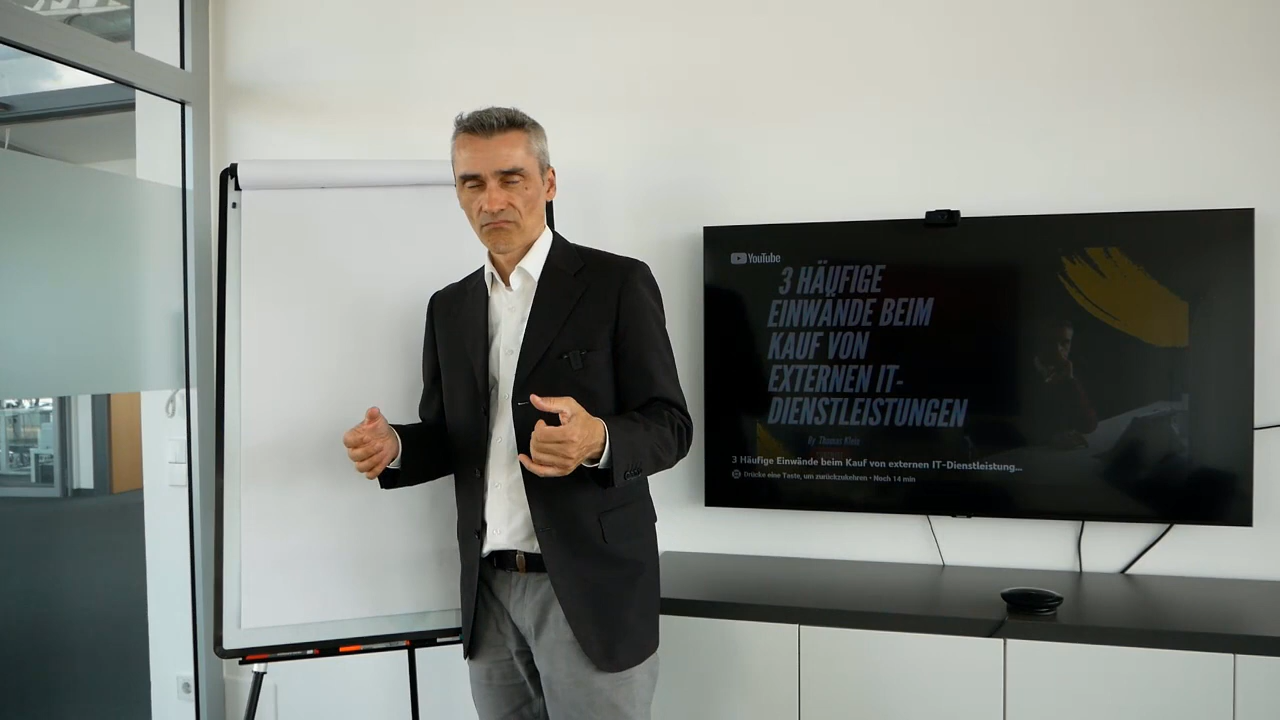 YouTube
3 HÄUFIGE
EINWÄNDE BEIM
KAUF VON
EXTERNEN IT-
DIENSTLEISTUNGEN
By Thomas Klein
3 Häufige Einwände beim Kauf von externen IT-Dienstleistung...
Drücke eine Taste, um zurückzukehren • Noch 14 min